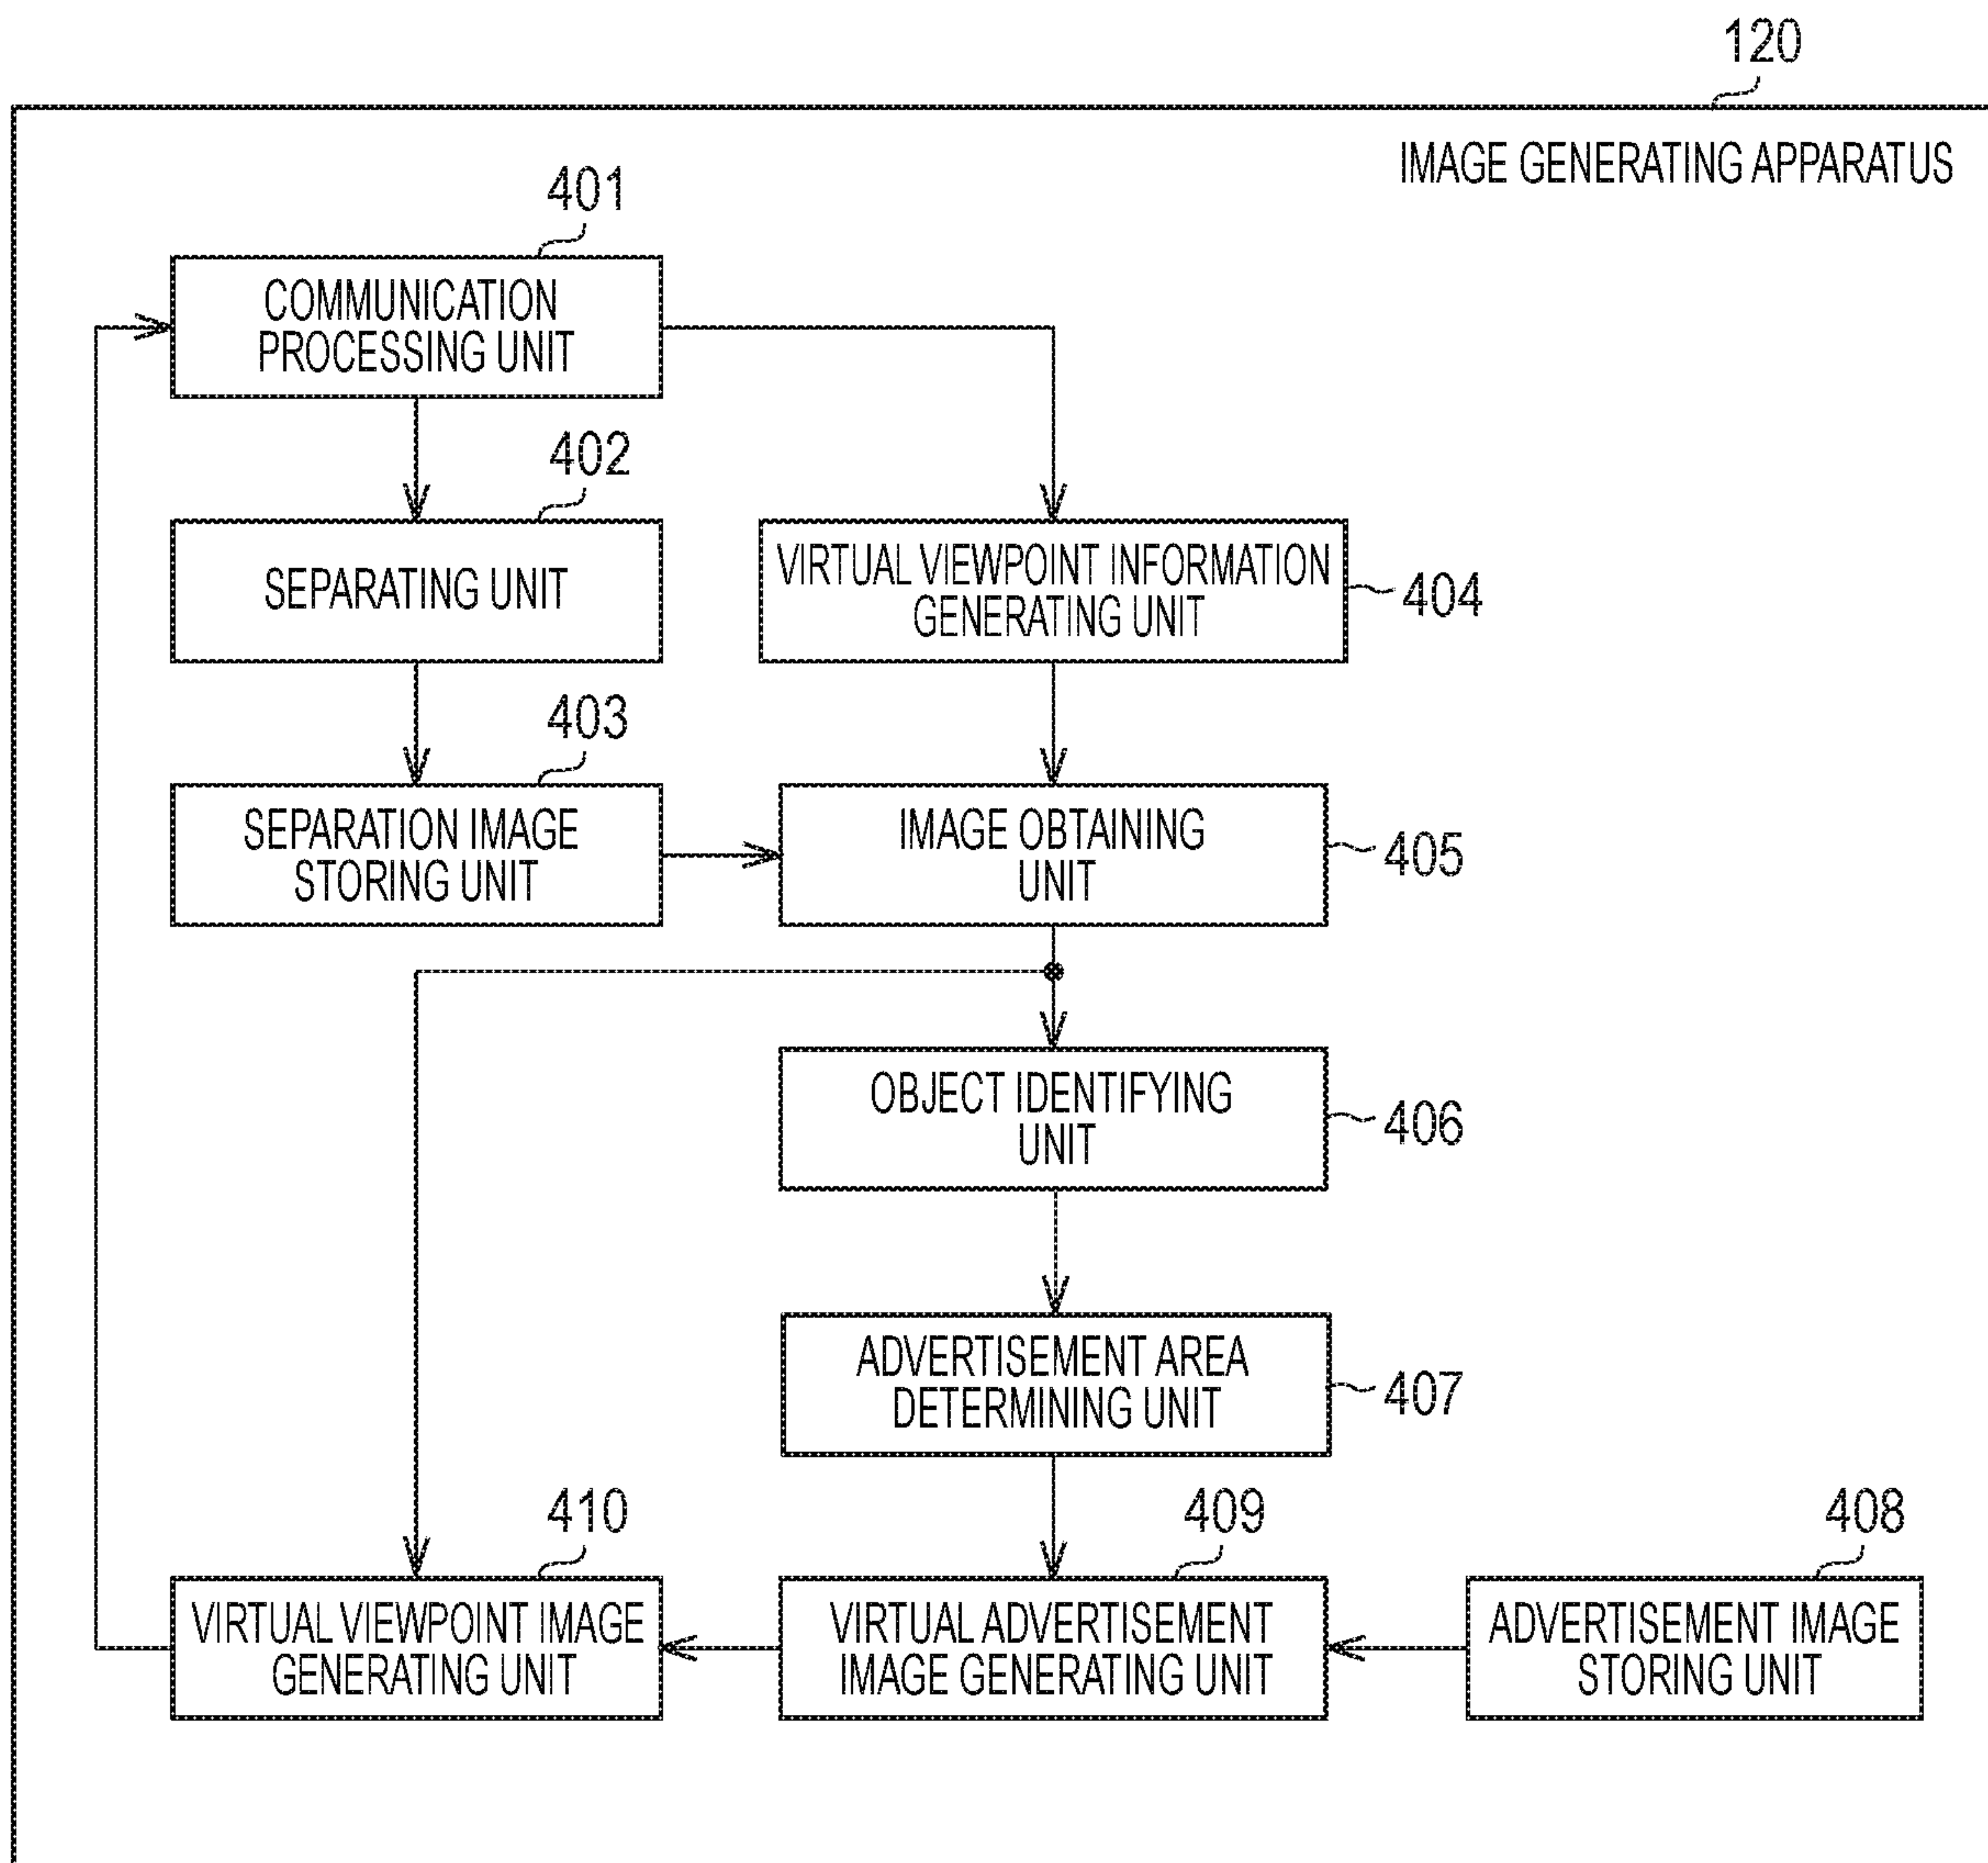 120
IMAGE GENERATING APPARATUS
401
COMMUNICATION
PROCESSING UNIT
402
SEPARATING UNIT
VIRTUAL VIEWPOINT INFORMATION
GENERATING UNIT
404
403
SEPARATION IMAGE
STORING UNIT
IMAGE OBTAINING
UNIT
405
OBJECT IDENTIFYING
UNIT
406
ADVERTISEMENT AREA
DETERMINING UNIT
407
410
VIRTUAL VIEWPOINT IMAGE
GENERATING UNIT
409
VIRTUAL ADVERTISEMENT
IMAGE GENERATING UNIT
408
ADVERTISEMENT IMAGE
STORING UNIT